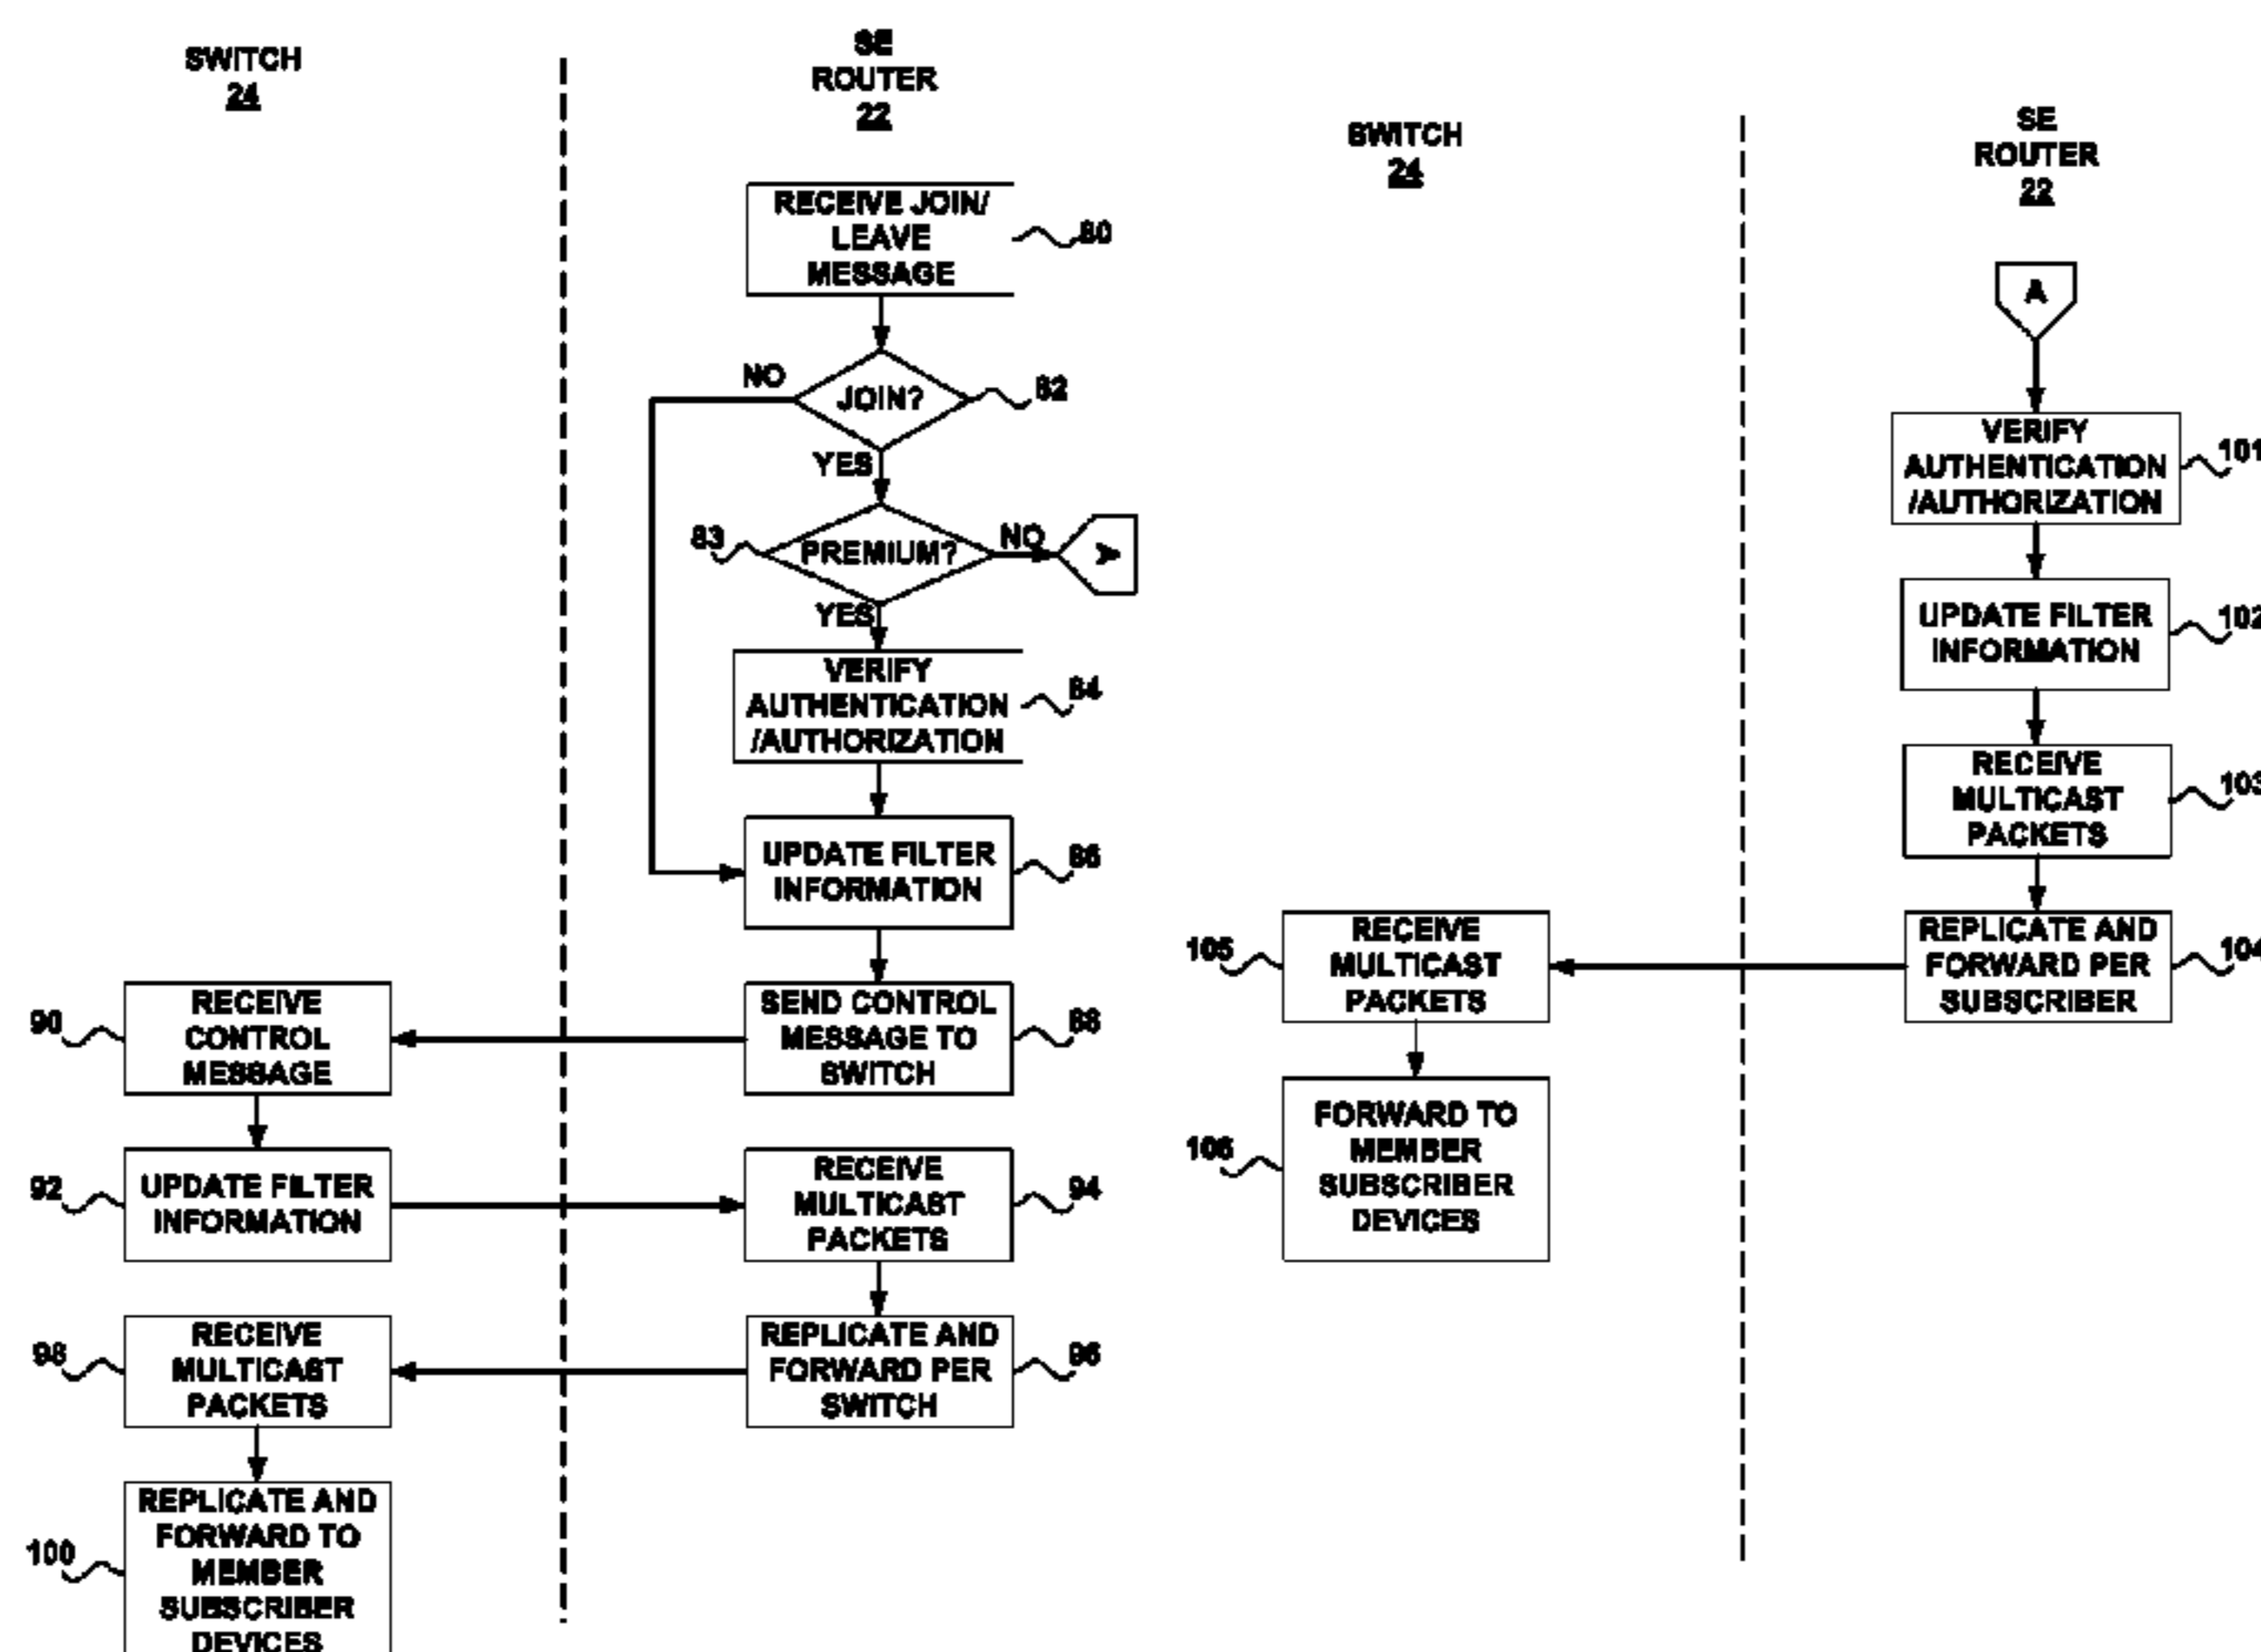 SWITCH
24
SE
ROUTER
22
RECEIVE JOIN/
LEAVE
MESSAGE
80
JOIN?
82
NO
YES
83
PREMIUM?
NO
A
YES
VERIFY
AUTHENTICATION
/AUTHORIZATION
84
UPDATE FILTER
INFORMATION
86
SEND CONTROL
MESSAGE TO
SWITCH
88
90
RECEIVE
CONTROL
MESSAGE
92
UPDATE FILTER
INFORMATION
RECEIVE
MULTICAST
PACKETS
94
REPLICATE AND
FORWARD PER
SWITCH
96
98
RECEIVE
MULTICAST
PACKETS
100
REPLICATE AND
FORWARD TO
MEMBER
SUBSCRIBER
DEVICES
SWITCH
24
SE
ROUTER
22
A
VERIFY
AUTHENTICATION
/AUTHORIZATION
101
UPDATE FILTER
INFORMATION
102
RECEIVE
MULTICAST
PACKETS
103
REPLICATE AND
FORWARD PER
SUBSCRIBER
104
105
RECEIVE
MULTICAST
PACKETS
106
FORWARD TO
MEMBER
SUBSCRIBER
DEVICES